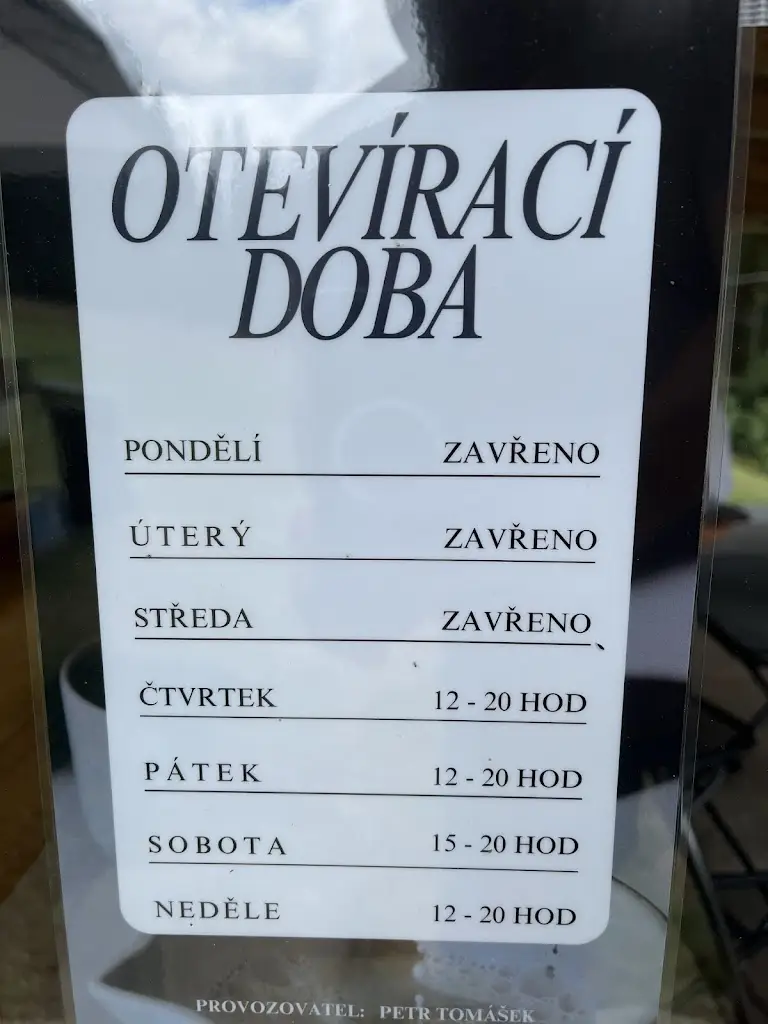 OTEVÍRACÍ
DOBA
PONDĚLÍ ZAVŘENO
ÚTERÝ ZAVŘENO
STŘEDA ZAVŘENO
ČTVRTEK 12 - 20 HOD
PÁTEK 12 - 20 HOD
SOBOTA 15 - 20 HOD
NEDĚLE 12 - 20 HOD
PROVOZOVATEL: PETR TOMÁŠEK